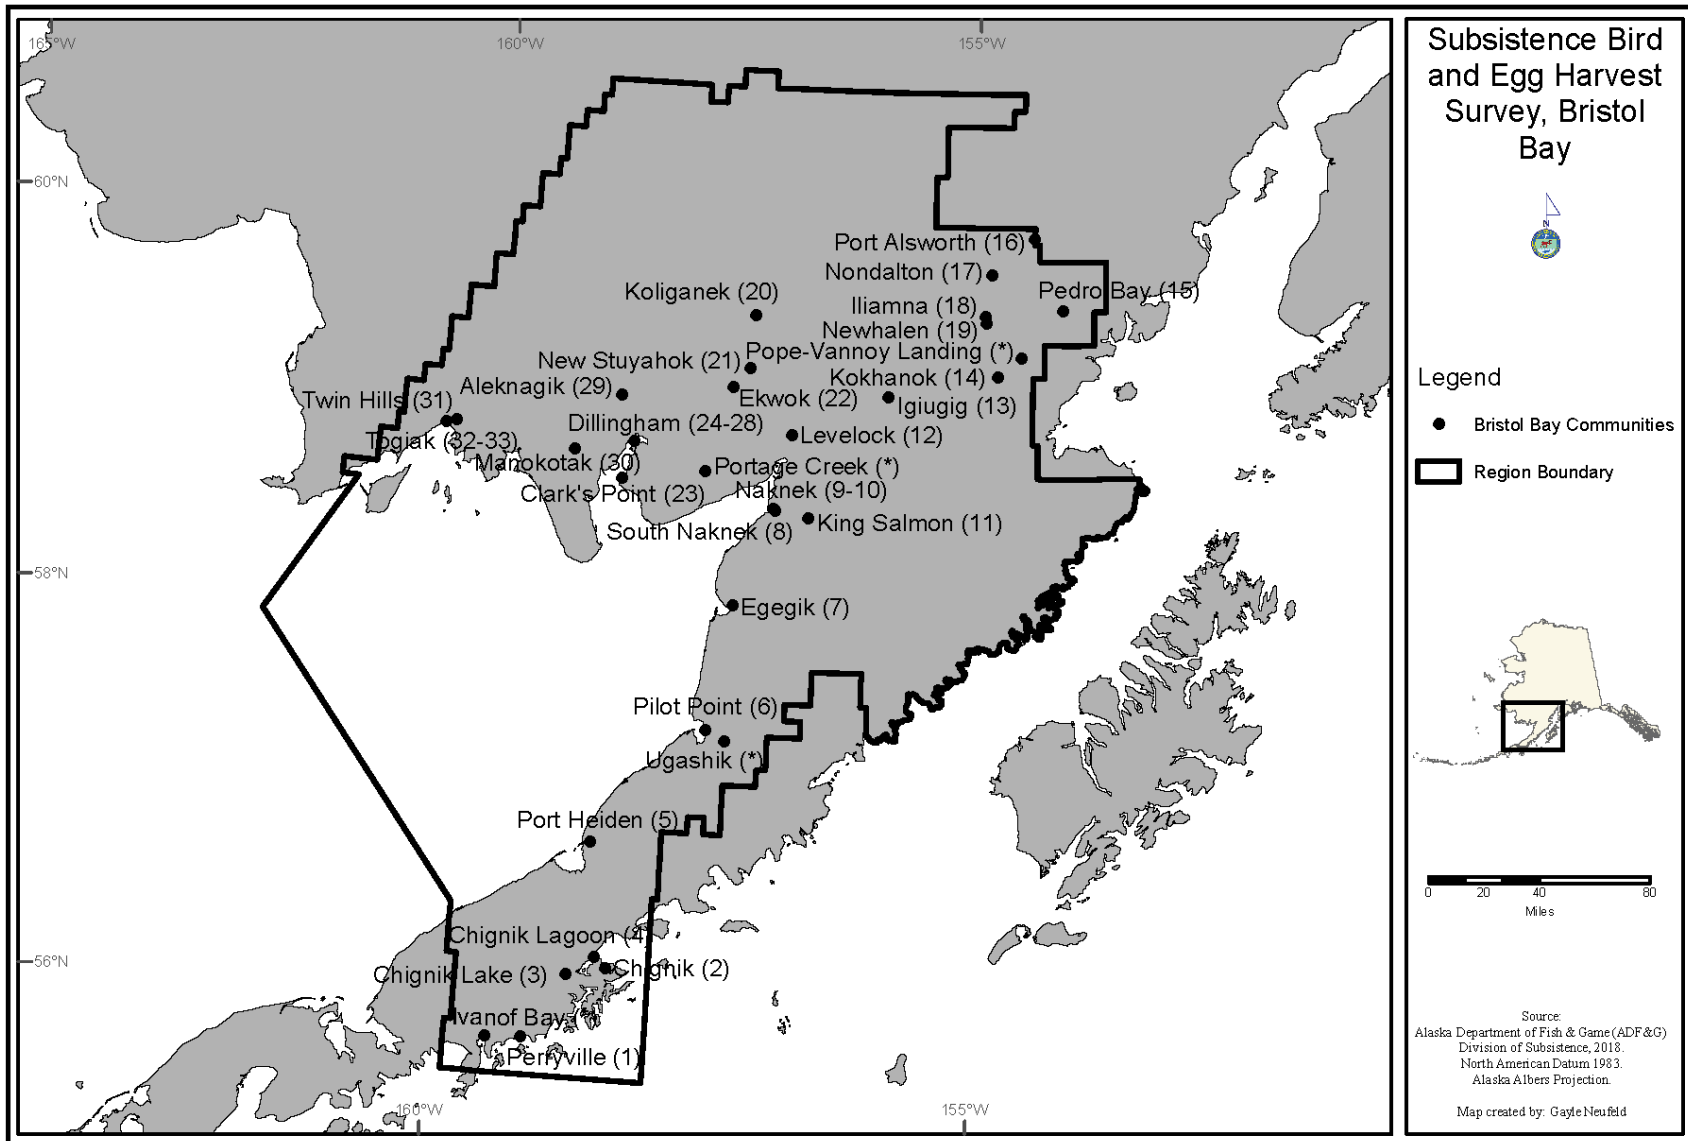 165°W
160°W
155°W
60°N
58°N
56°N
160°W
155°W
Port Alsworth (16)
Nondalton (17)
Koligane​k (20)
Pedro Bay (15)
Iliamna (18)
Newhalen (19)
New Stuyahok (21)
Pope-Vannoy Landing (*)
Aleknagik (29)
Kokhanok (14)
Twin Hills (31)
Ekwok (22)
Igiugig (13)
Dillingham (24-28)
Togiak (32-33)
Levelock (12)
Manokotak (30)
Portage Creek (*)
Clark's Point (23)
Naknek (9-10)
South Naknek (8)
King Salmon (11)
Egegik (7)
Pilot Point (6)
Ugashik (*)
Port Heiden (5)
Chignik Lagoon (4)
Chignik Lake (3)
Chignik (2)
Ivanof Bay (*)
Perryville (1)
Subsistence Bird
and Egg Harvest
Survey, Bristol
Bay
N
Legend
Bristol Bay Communities
Region Boundary
0 20 40 80
Miles
Source:
Alaska Department of Fish & Game (ADF&G)
Division of Subsistence, 2018.
North American Datum 1983.
Alaska Albers Projection.
Map created by: Gayle Neufeld